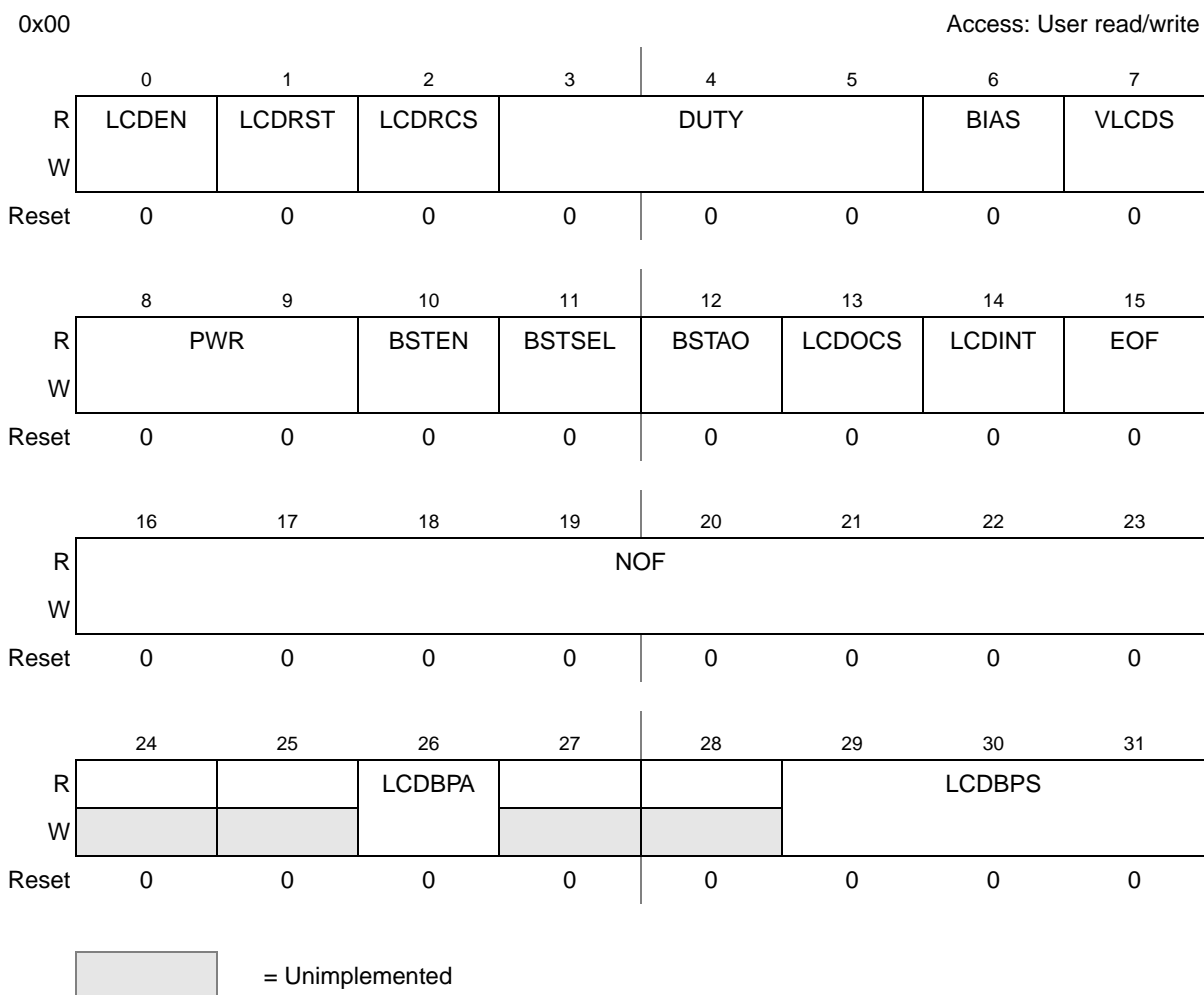 0x00 Access: User read/write
0 1 2 3 4 5 6 7
R LCDEN LCDRST LCDRCS DUTY BIAS VLCDS
W
Reset 0 0 0 0 0 0 0 0
8 9 10 11 12 13 14 15
R PWR BSTEN BSTSEL BSTAO LCDOCS LCDINT EOF
W
Reset 0 0 0 0 0 0 0 0
16 17 18 19 20 21 22 23
R NOF
W
Reset 0 0 0 0 0 0 0 0
24 25 26 27 28 29 30 31
R LCDBPA LCDBPS
W
Reset 0 0 0 0 0 0 0 0
= Unimplemented